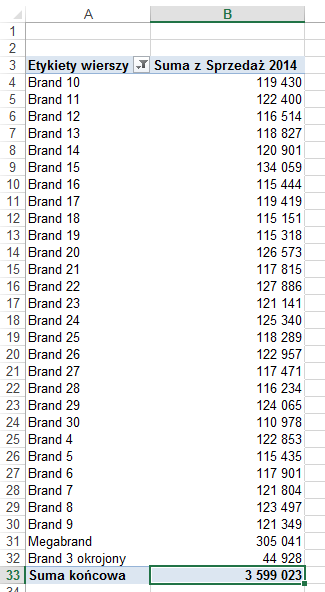 A B
1
2
3 Etykiety wierszy Suma z Sprzedaż 2014
4 Brand 10 119 430
5 Brand 11 122 400
6 Brand 12 116 514
7 Brand 13 118 827
8 Brand 14 120 901
9 Brand 15 134 059
10 Brand 16 115 444
11 Brand 17 119 419
12 Brand 18 115 151
13 Brand 19 115 318
14 Brand 20 126 573
15 Brand 21 117 815
16 Brand 22 127 886
17 Brand 23 121 141
18 Brand 24 125 340
19 Brand 25 118 289
20 Brand 26 122 957
21 Brand 27 117 471
22 Brand 28 116 234
23 Brand 29 124 065
24 Brand 30 110 978
25 Brand 4 122 853
26 Brand 5 115 435
27 Brand 6 117 901
28 Brand 7 121 804
29 Brand 8 123 497
30 Brand 9 121 349
31 Megabrand 305 041
32 Brand 3 okrojony 44 928
33 Suma końcowa 3 599 023